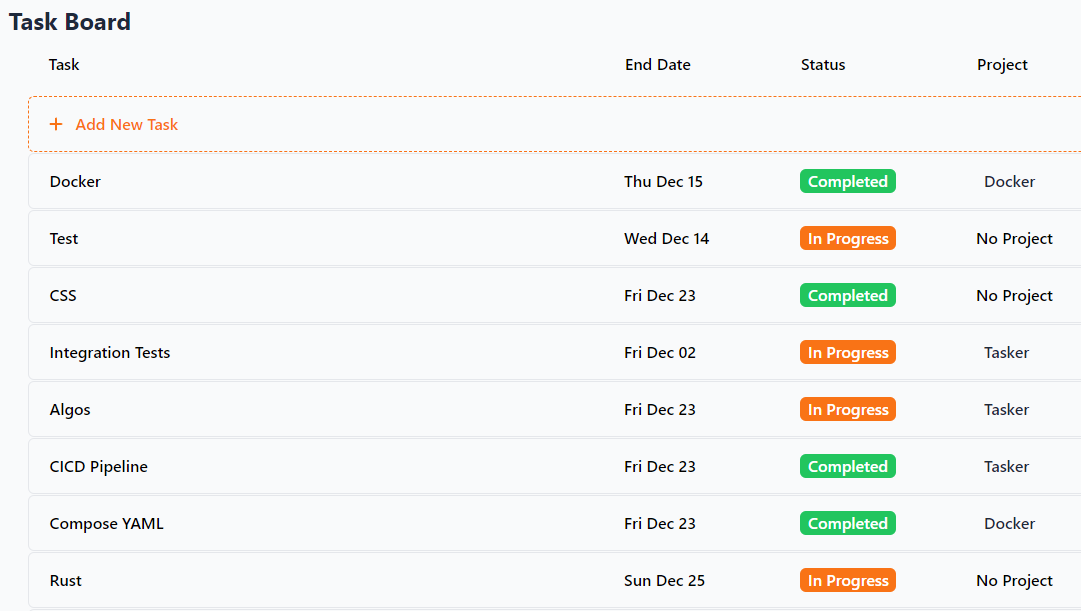 Task Board
Task End Date Status Project
+ Add New Task
Docker Thu Dec 15 Completed Docker
Test Wed Dec 14 In Progress No Project
CSS Fri Dec 23 Completed No Project
Integration Tests Fri Dec 02 In Progress Tasker
Algos Fri Dec 23 In Progress Tasker
CICD Pipeline Fri Dec 23 Completed Tasker
Compose YAML Fri Dec 23 Completed Docker
Rust Sun Dec 25 In Progress No Project